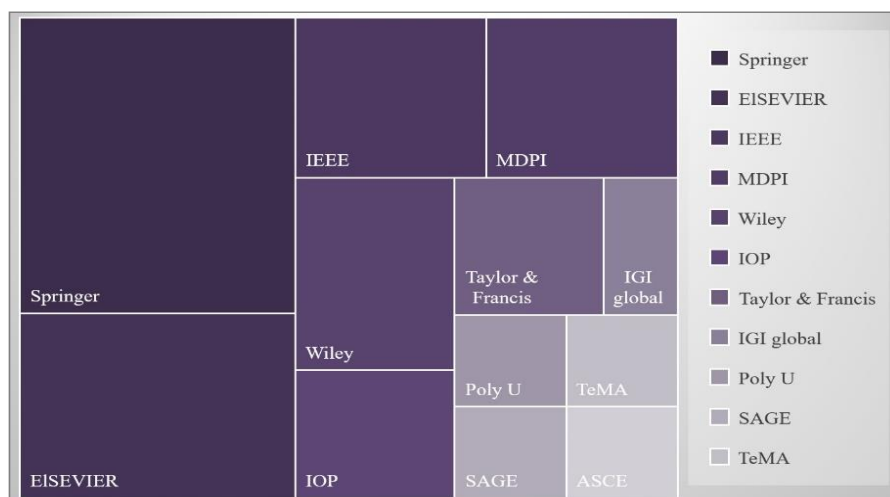 IEEE
MDPI
Springer
Taylor &
Francis
IGI
global
Wiley
Poly U
TeMA
ElSEVIER
IOP
SAGE
ASCE
Springer
ElSEVIER
IEEE
MDPI
Wiley
IOP
Taylor & Francis
IGI global
Poly U
SAGE
TeMA